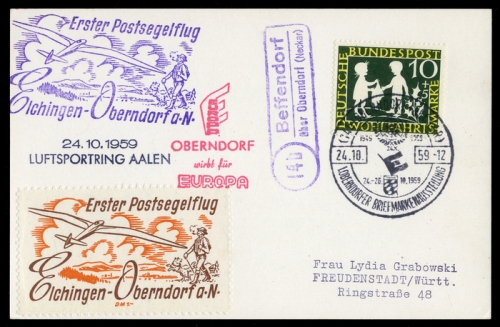 Erster Postsegelflug
Elchingen-Oberndorf a·N·
24.10.1959
LUFTSPORTRING AALEN
OBERNDORF
wirbt für
EUROPA
(14b) Beffendorf
über Oberndorf (Neckar)
DEUTSCHE BUNDESPOST
10
WOHLFAHRTSMARKE
24.10.
59-12
24.-26. 10.1959
OBERNDORFER BRIEFMARKENAUSSTELLUNG
Erster Postsegelflug
Elchingen-Oberndorf a·N·
Frau Lydia Grabowski
FREUDENSTADT/Württ.
Ringstraße 48